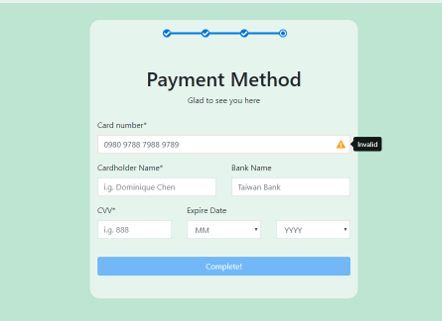 Payment Method
Glad to see you here
Card number*
0980 9788 7988 9789
Invalid
Cardholder Name*
Bank Name
i.g. Dominique Chen
Taiwan Bank
CVV*
Expire Date
i.g. 888
MM
YYYY
Complete!